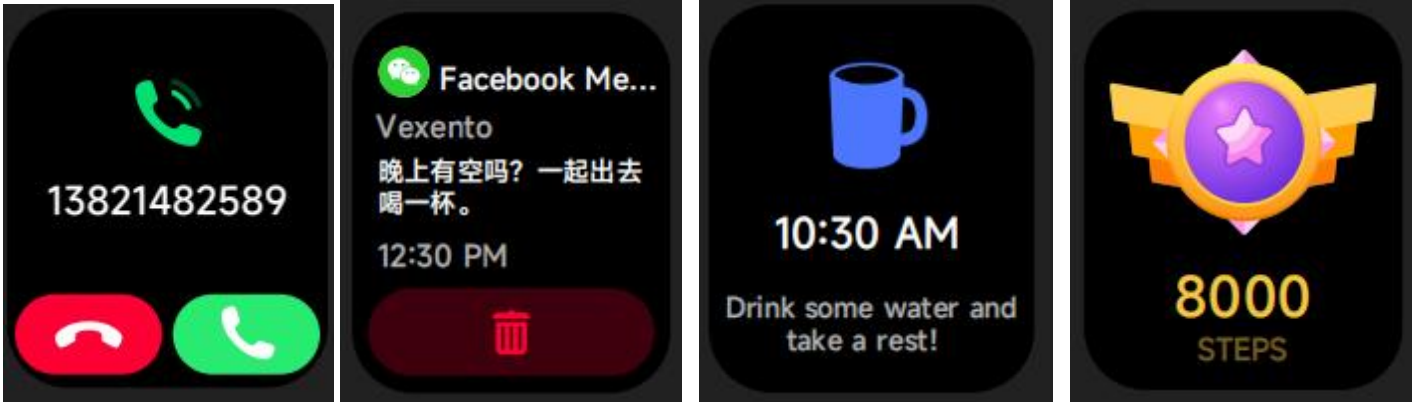 13821482589
Facebook Me...
Vexento
晚上有空吗？一起出去
喝一杯。
12:30 PM
10:30 AM
Drink some water and
take a rest!
8000
STEPS